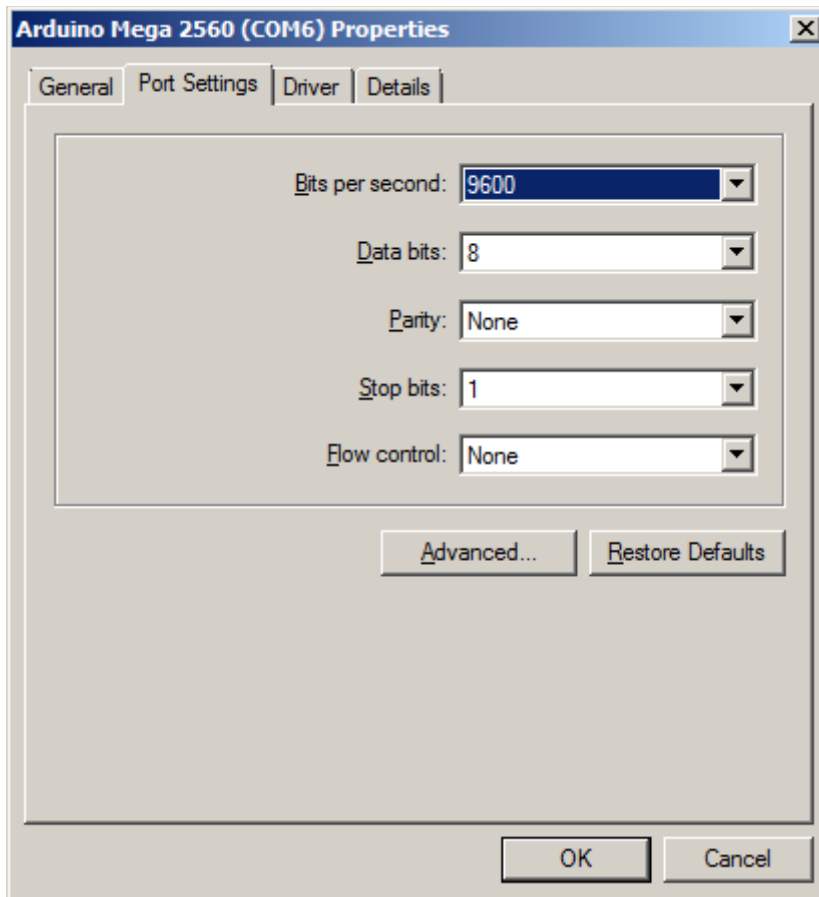 Arduino Mega 2560 (COM6) Properties
General Port Settings Driver Details
Bits per second: 9600
Data bits: 8
Parity: None
Stop bits: 1
Flow control: None
Advanced... Restore Defaults
OK Cancel